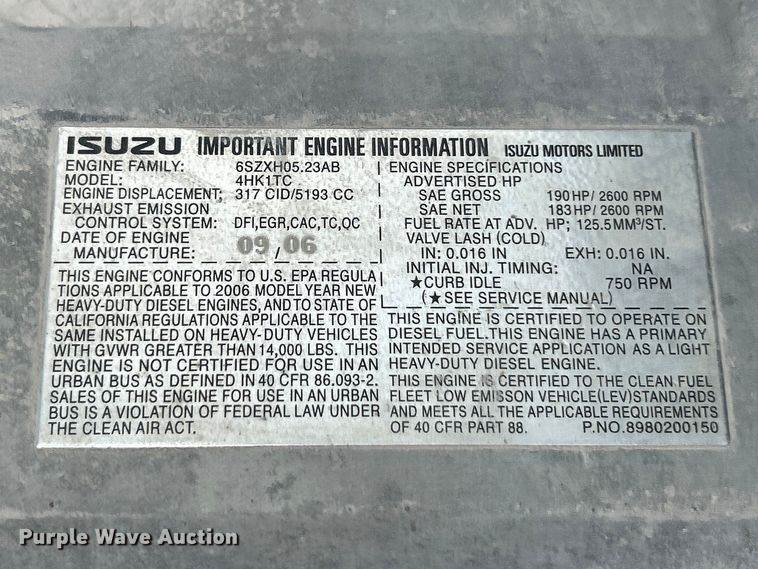 ISUZU IMPORTANT ENGINE INFORMATION ISUZU MOTORS LIMITED
ENGINE FAMILY: 6SZXH05.23AB
MODEL: 4HK1TC
ENGINE DISPLACEMENT; 317 CID/5193 CC
EXHAUST EMISSION
CONTROL SYSTEM: DFI,EGR,CAC,TC,OC
DATE OF ENGINE
MANUFACTURE: 09 / 06
THIS ENGINE CONFORMS TO U.S. EPA REGULA
TIONS APPLICABLE TO 2006 MODEL YEAR NEW
HEAVY-DUTY DIESEL ENGINES, AND TO STATE OF
CALIFORNIA REGULATIONS APPLICABLE TO THE
SAME INSTALLED ON HEAVY-DUTY VEHICLES
WITH GVWR GREATER THAN 14,000 LBS. THIS
ENGINE IS NOT CERTIFIED FOR USE IN AN
URBAN BUS AS DEFINED IN 40 CFR 86.093-2.
SALES OF THIS ENGINE FOR USE IN AN URBAN
BUS IS A VIOLATION OF FEDERAL LAW UNDER
THE CLEAN AIR ACT.
ENGINE SPECIFICATIONS
ADVERTISED HP
SAE GROSS 190 HP/ 2600 RPM
SAE NET 183 HP/ 2600 RPM
FUEL RATE AT ADV. HP; 125.5 MM³/ST.
VALVE LASH (COLD)
IN: 0.016 IN EXH: 0.016 IN.
INITIAL INJ. TIMING: NA
★CURB IDLE 750 RPM
(★SEE SERVICE MANUAL)
THIS ENGINE IS CERTIFIED TO OPERATE ON
DIESEL FUEL.THIS ENGINE HAS A PRIMARY
INTENDED SERVICE APPLICATION AS A LIGHT
HEAVY-DUTY DIESEL ENGINE.
THIS ENGINE IS CERTIFIED TO THE CLEAN FUEL
FLEET LOW EMISSON VEHICLE(LEV)STANDARDS
AND MEETS ALL THE APPLICABLE REQUIREMENTS
OF 40 CFR PART 88. P.NO.8980200150
Purple Wave Auction